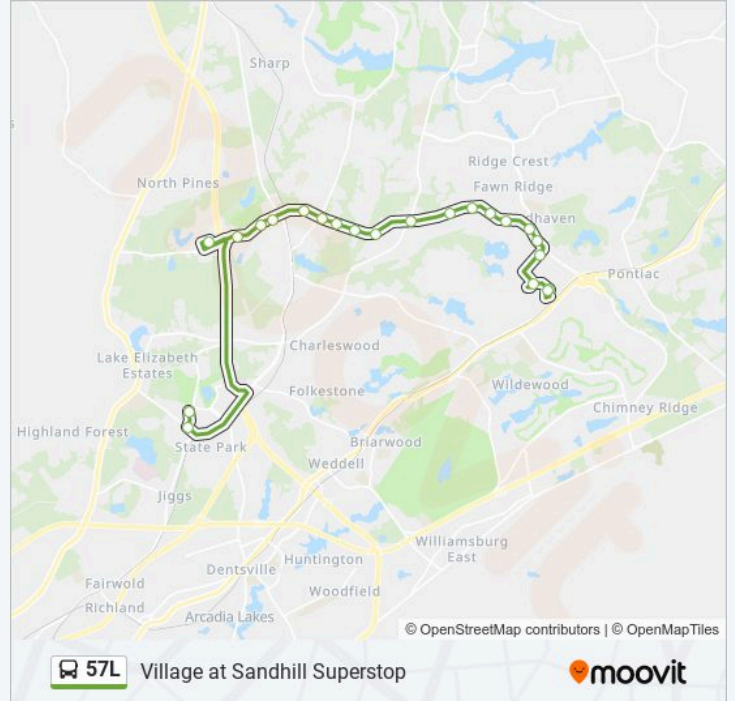 Sharp
Ridge Crest
Fawn Ridge
North Pines
dhaven
Pontiac
Charleswood
Lake Elizabeth
Estates
Folkestone
Wildewood
Chimney Ridge
Highland Forest
State Park
Briarwood
Weddell
Jiggs
Williamsburg
East
Huntington
Dentsville
Fairwold
Woodfield
Richland
Arcadia Lakes
© OpenStreetMap contributors | © OpenMapTiles
57L Village at Sandhill Superstop
moovit